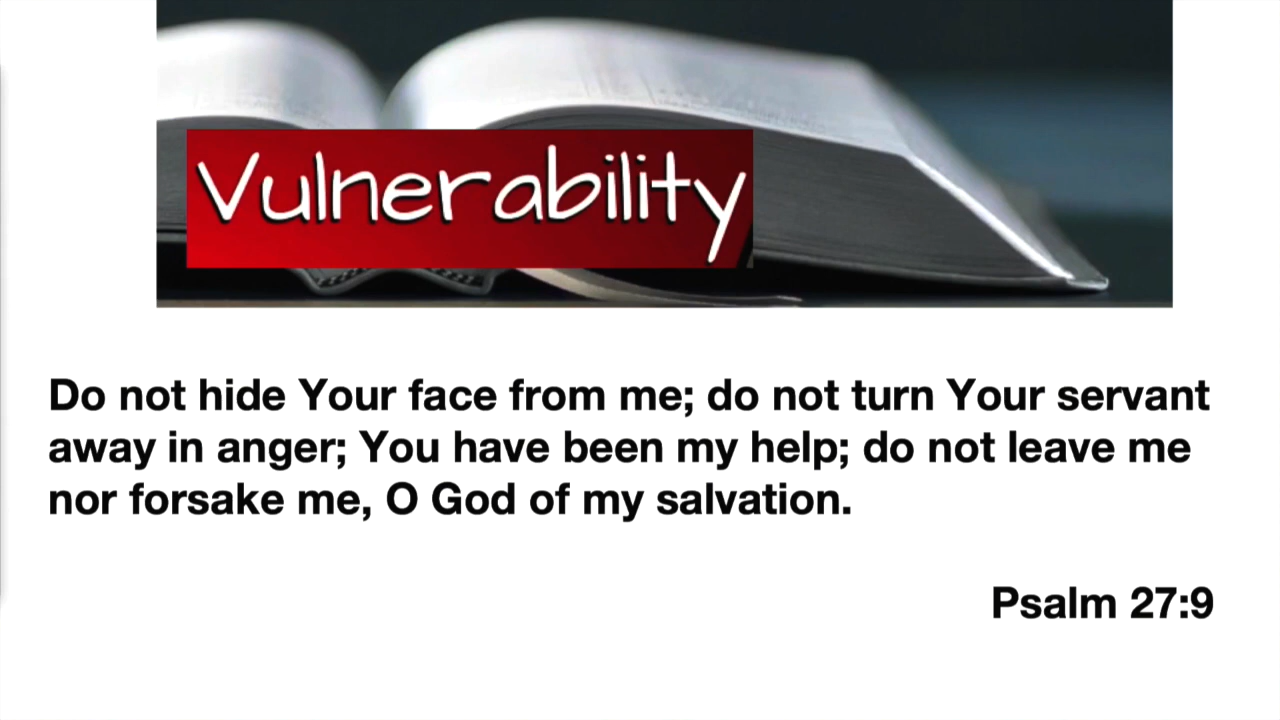 Vulnerability
Do not hide Your face from me; do not turn Your servant
away in anger; You have been my help; do not leave me
nor forsake me, O God of my salvation.
Psalm 27:9